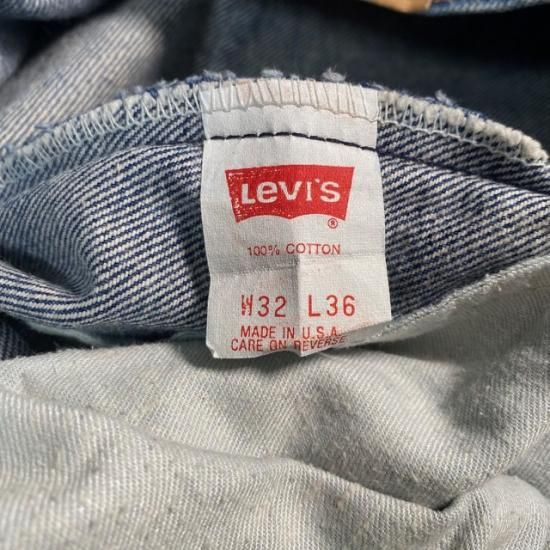 Levi's
®
100% COTTON
W32 L36
MADE IN U.S.A.
CARE ON REVERSE